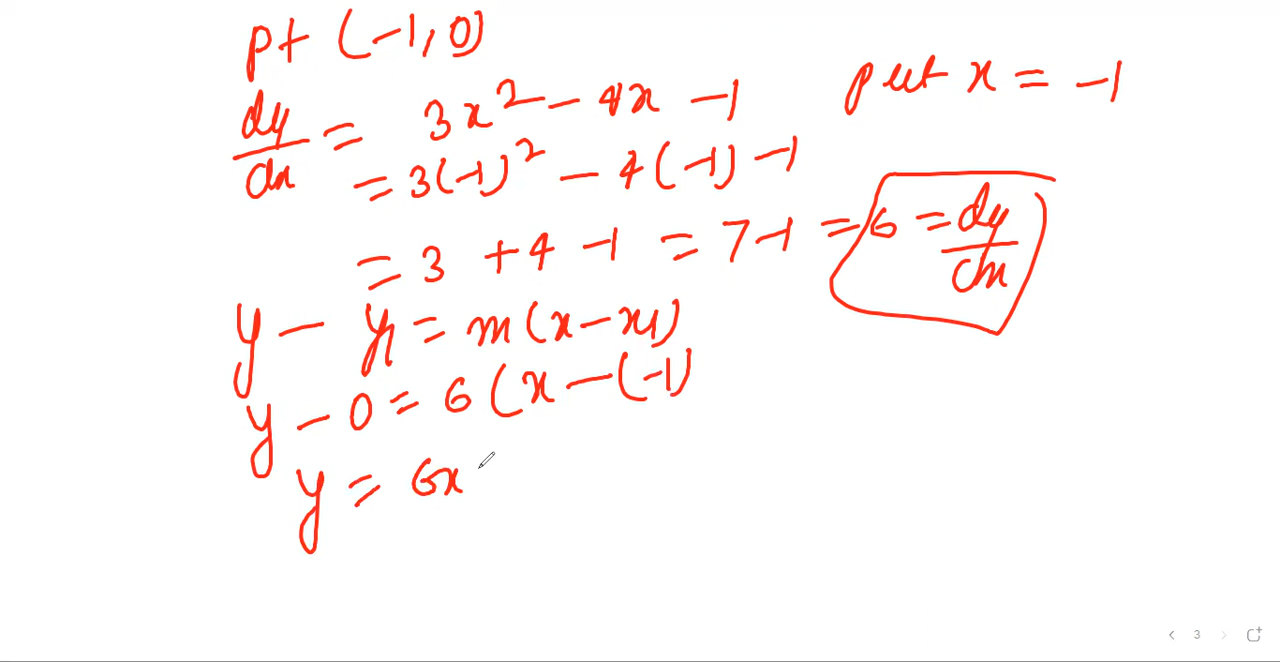 pt (-1, 0)
put x = -1
dy/dx = 3x² - 4x - 1
= 3(-1)² - 4(-1) - 1
= 3 + 4 - 1 = 7 - 1 = 6 = dy/dx
y - y1 = m(x - x1)
y - 0 = 6(x - (-1)
y = 6x
3